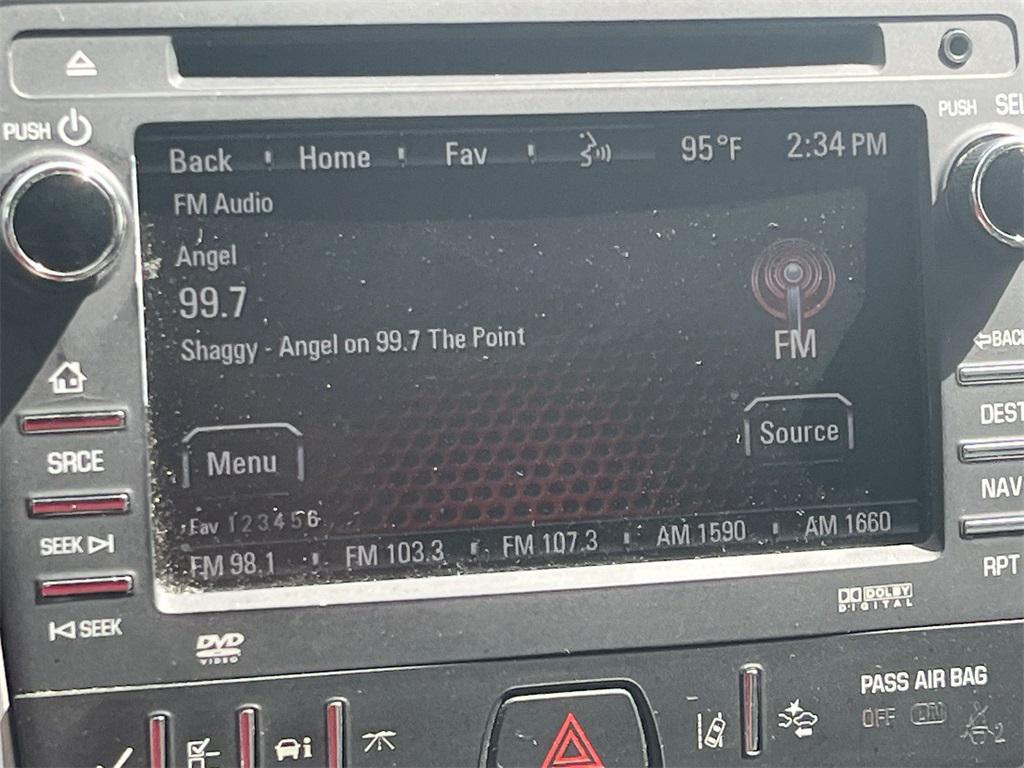 PUSH
PUSH SEL
Back Home Fav 95°F 2:34 PM
FM Audio
Angel
99.7
Shaggy - Angel on 99.7 The Point
FM
BACK
Menu
Source
DEST
SRCE
NAV
Fav 1 2 3 4 5 6
FM 98.1 FM 103.3 FM 107.3 AM 1590 AM 1660
SEEK
RPT
SEEK
DOLBY
DIGITAL
DVD
VIDEO
PASS AIR BAG
OFF ON
2